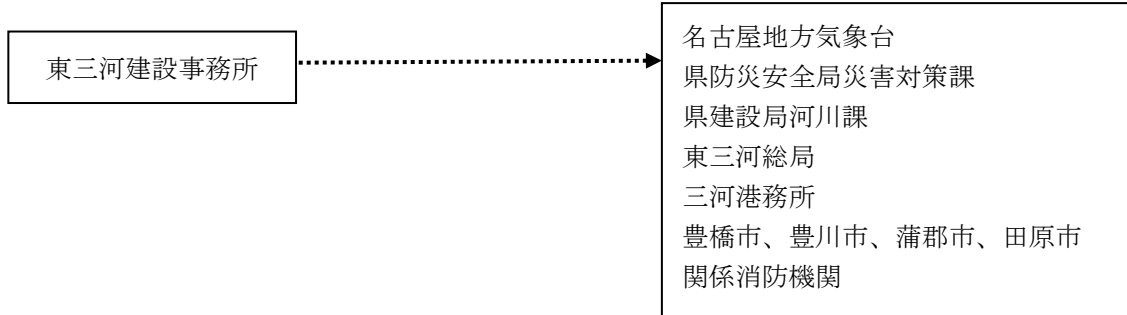 東三河建設事務所
名古屋地方気象台
県防災安全局災害対策課
県建設局河川課
東三河総局
三河港務所
豊橋市、豊川市、蒲郡市、田原市
関係消防機関